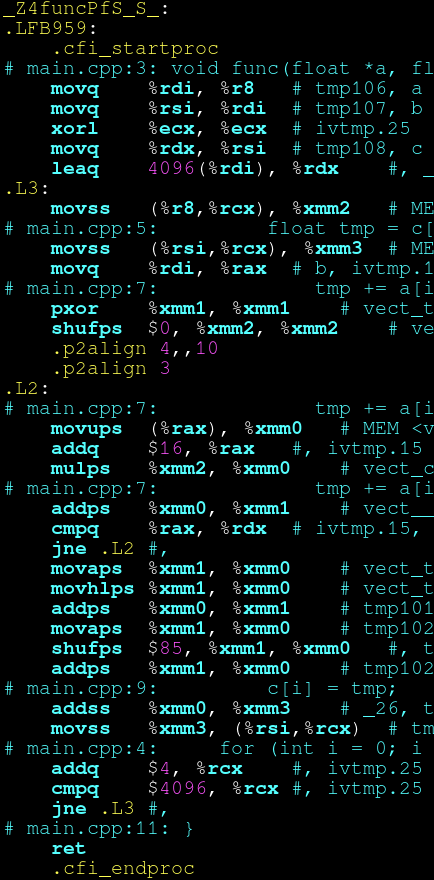 _Z4funcPfS_S_:
.LFB959:
    .cfi_startproc
# main.cpp:3: void func(float *a, fl
    movq    %rdi, %r8   # tmp106, a
    movq    %rsi, %rdi  # tmp107, b
    xorl    %ecx, %ecx  # ivtmp.25
    movq    %rdx, %rsi  # tmp108, c
    leaq    4096(%rdi), %rdx    #, _
.L3:
    movss   (%r8,%rcx), %xmm2   # ME
# main.cpp:5:         float tmp = c[
    movss   (%rsi,%rcx), %xmm3  # ME
    movq    %rdi, %rax  # b, ivtmp.1
# main.cpp:7:             tmp += a[i
    pxor    %xmm1, %xmm1    # vect_t
    shufps  $0, %xmm2, %xmm2    # ve
    .p2align 4,,10
    .p2align 3
.L2:
# main.cpp:7:             tmp += a[i
    movups  (%rax), %xmm0   # MEM <v
    addq    $16, %rax   #, ivtmp.15
    mulps   %xmm2, %xmm0    # vect_c
# main.cpp:7:             tmp += a[i
    addps   %xmm0, %xmm1    # vect__
    cmpq    %rax, %rdx  # ivtmp.15,
    jne .L2 #,
    movaps  %xmm1, %xmm0    # vect_t
    movhlps %xmm1, %xmm0    # vect_t
    addps   %xmm0, %xmm1    # tmp101
    movaps  %xmm1, %xmm0    # tmp102
    shufps  $85, %xmm1, %xmm0   #, t
    addps   %xmm1, %xmm0    # tmp102
# main.cpp:9:         c[i] = tmp;
    addss   %xmm0, %xmm3    # _26, t
    movss   %xmm3, (%rsi,%rcx)  # tm
# main.cpp:4:     for (int i = 0; i
    addq    $4, %rcx    #, ivtmp.25
    cmpq    $4096, %rcx #, ivtmp.25
    jne .L3 #,
# main.cpp:11: }
    ret
    .cfi_endproc